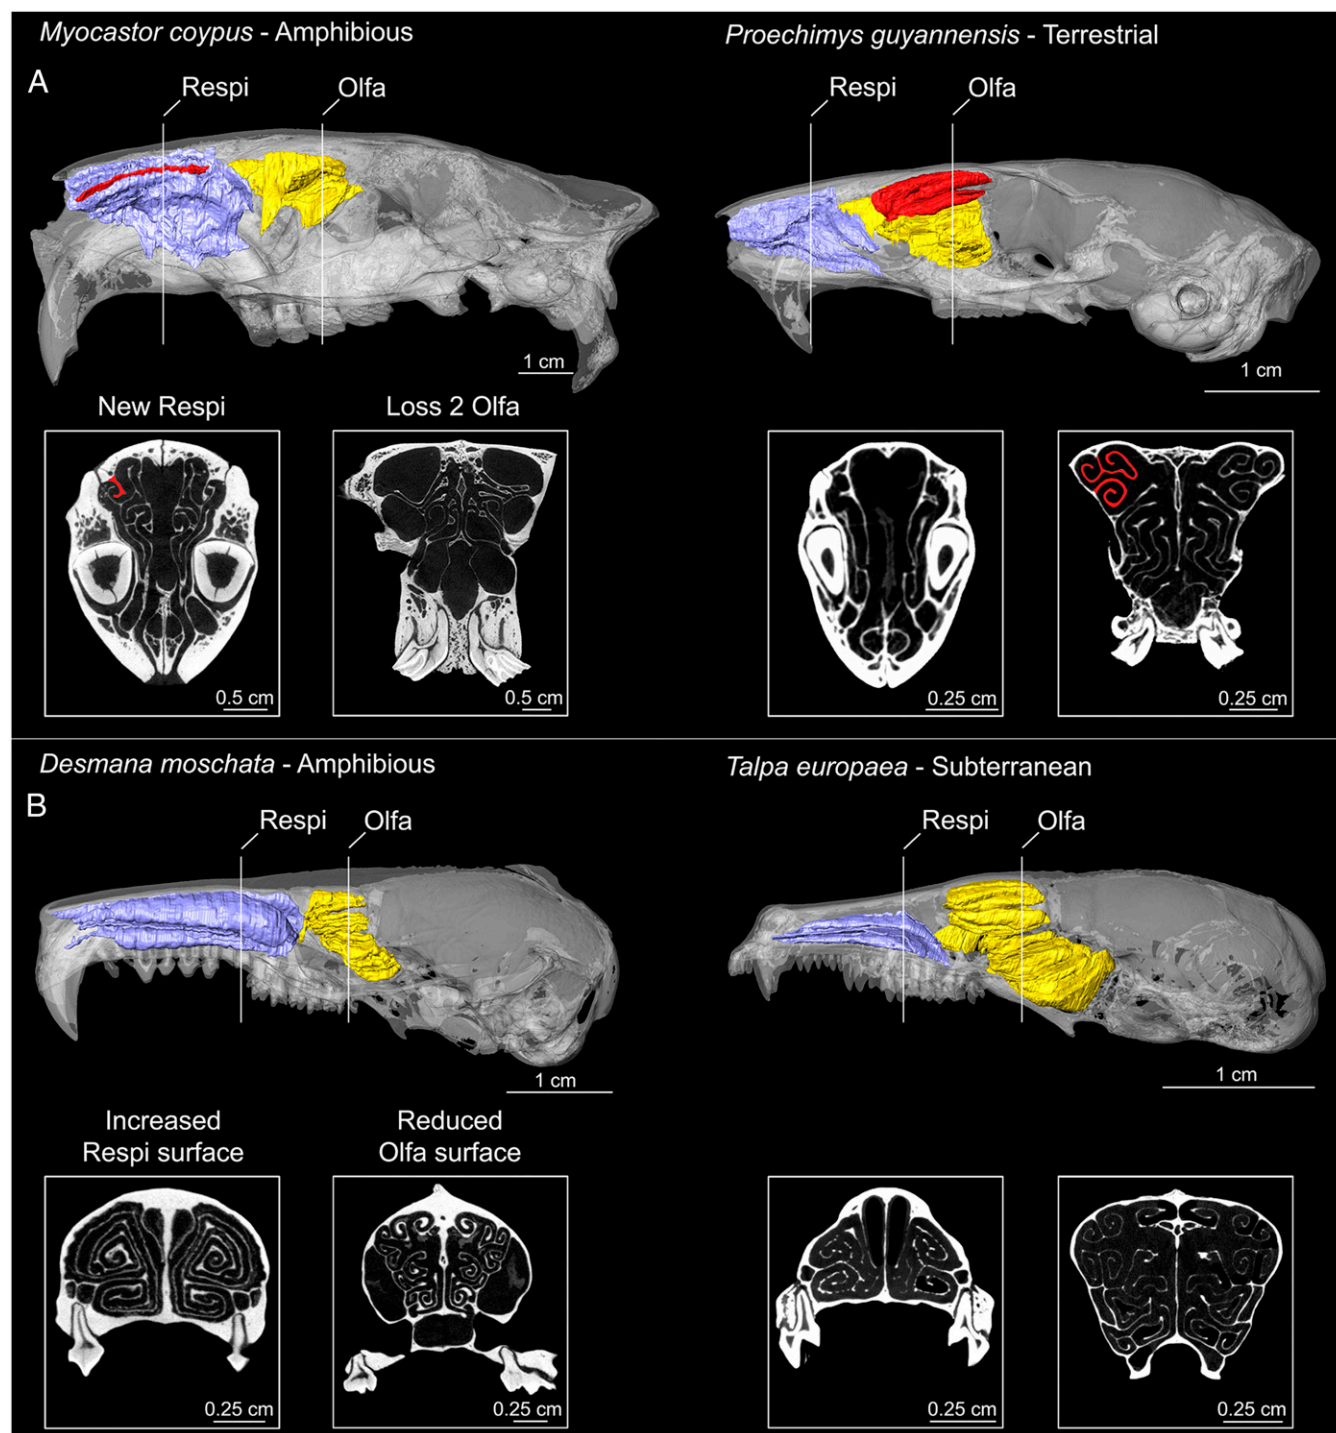 Myocastor coypus - Amphibious
Proechimys guyannensis - Terrestrial
A
Respi
Olfa
Respi
Olfa
1 cm
1 cm
New Respi
Loss 2 Olfa
0.5 cm
0.5 cm
0.25 cm
0.25 cm
Desmana moschata - Amphibious
Talpa europaea - Subterranean
B
Respi
Olfa
Respi
Olfa
1 cm
1 cm
Increased
Respi surface
Reduced
Olfa surface
0.25 cm
0.25 cm
0.25 cm
0.25 cm